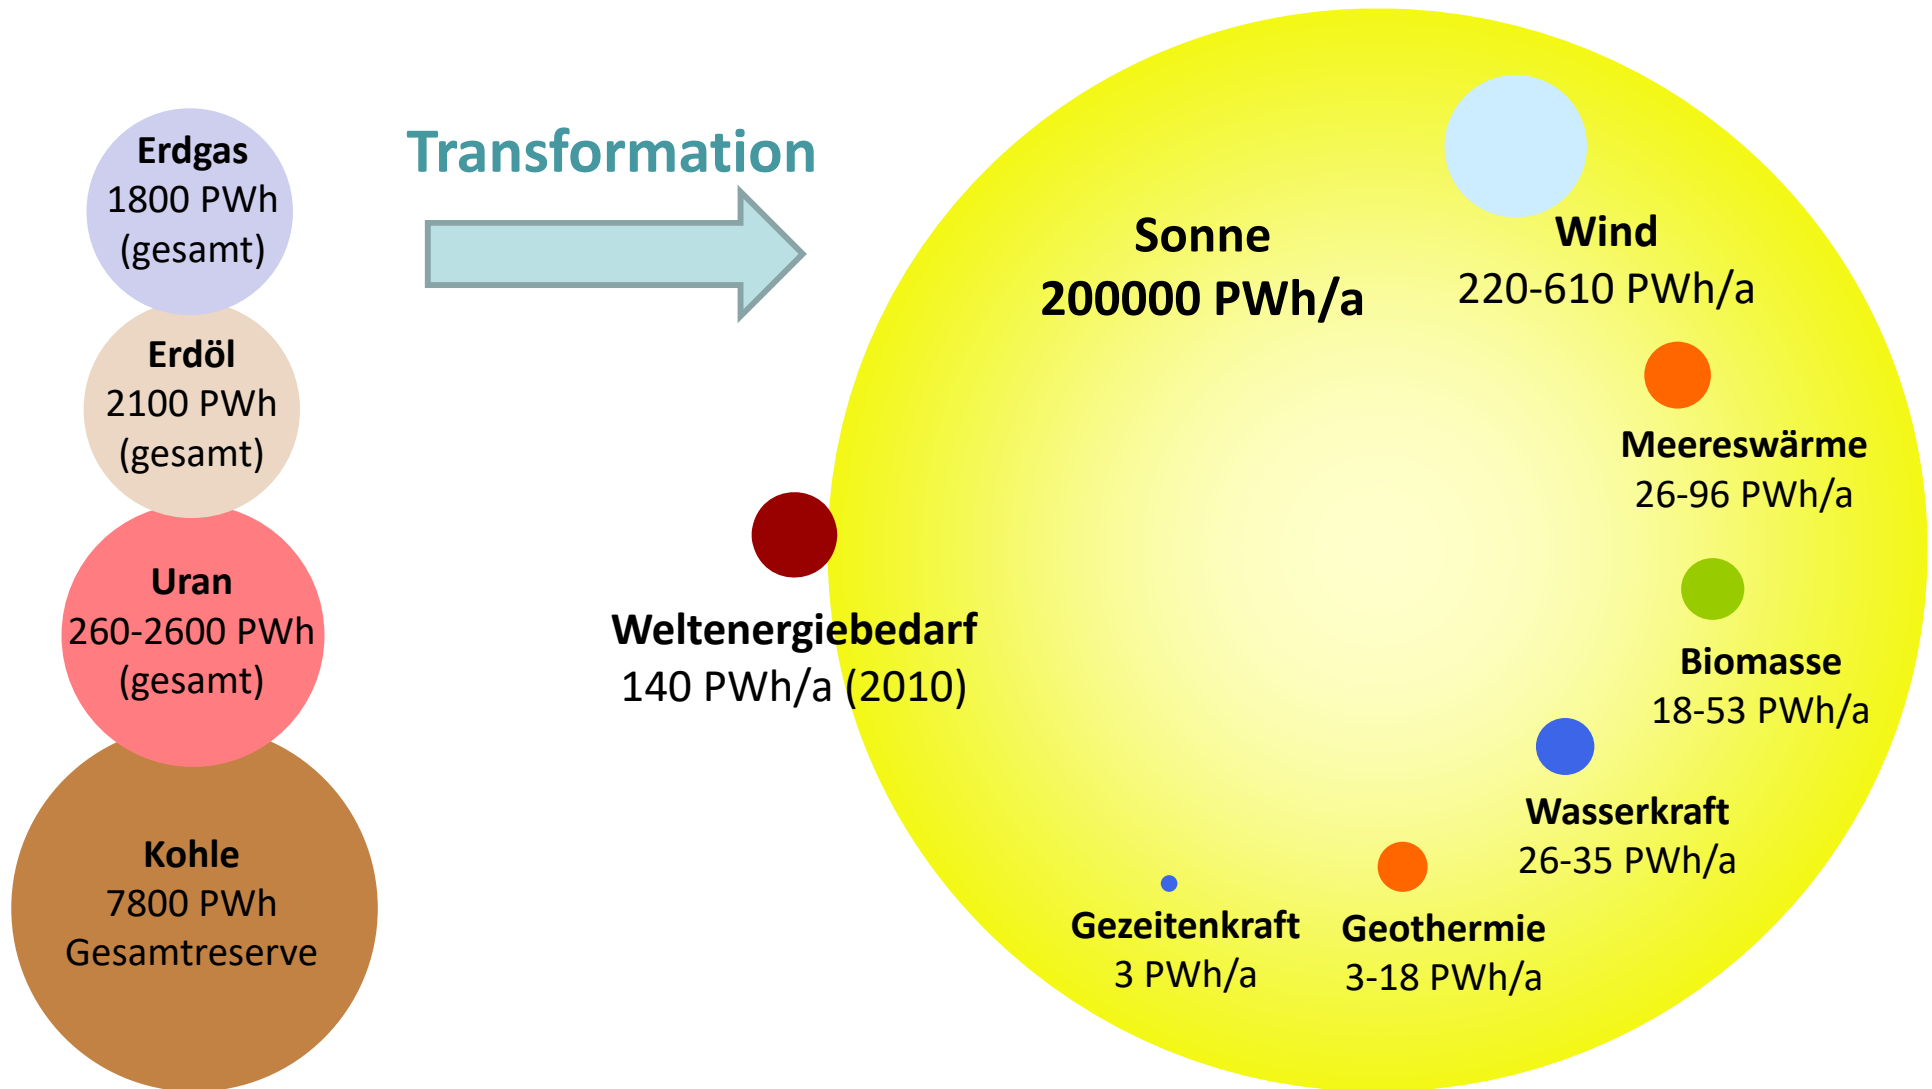 Erdgas
1800 PWh
(gesamt)
Erdöl
2100 PWh
(gesamt)
Uran
260-2600 PWh
(gesamt)
Kohle
7800 PWh
Gesamtreserve
Transformation
Weltenergiebedarf
140 PWh/a (2010)
Sonne
200000 PWh/a
Wind
220-610 PWh/a
Meereswärme
26-96 PWh/a
Biomasse
18-53 PWh/a
Wasserkraft
26-35 PWh/a
Geothermie
3-18 PWh/a
Gezeitenkraft
3 PWh/a